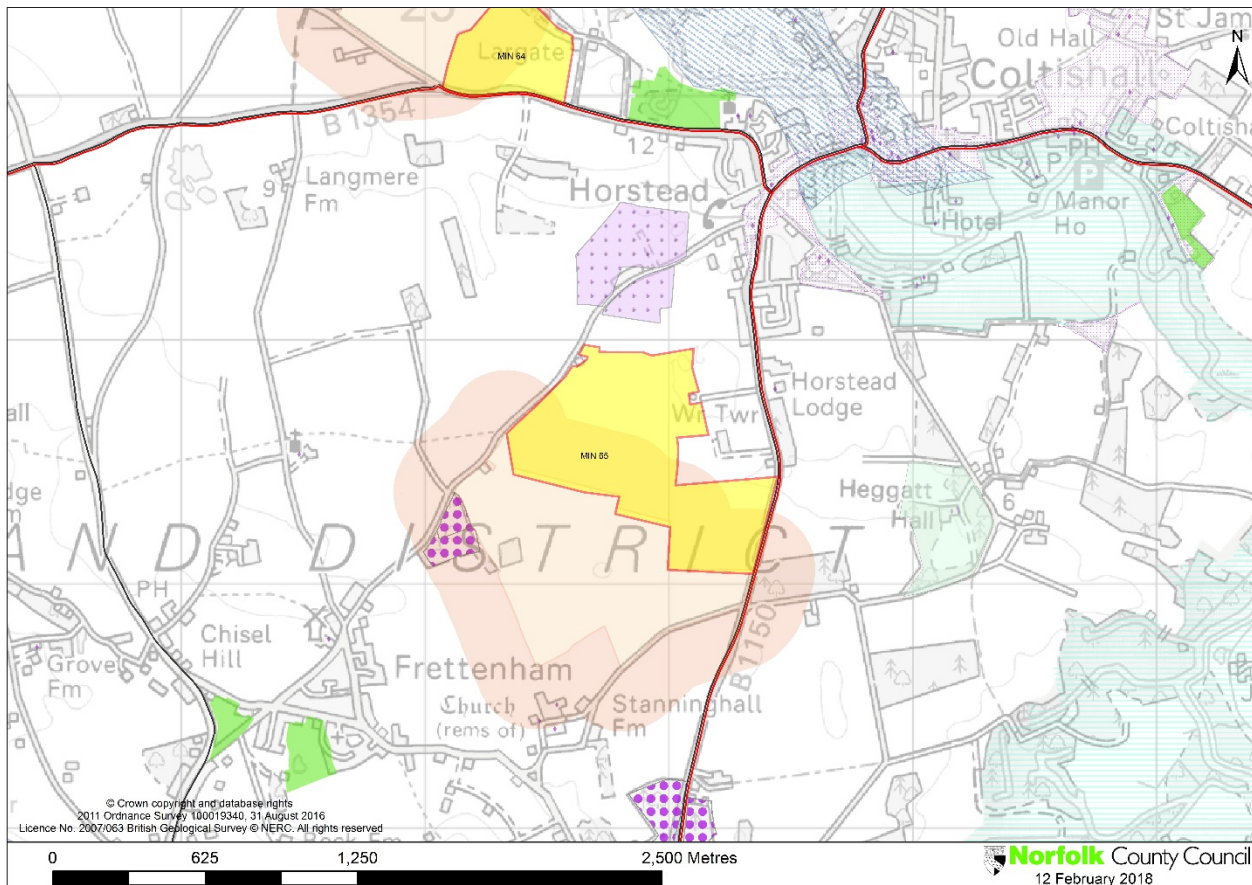 St Jam
Largate
MIN 64
Old Hall
N
Coltishall
B 1354
12
Coltisha
PH
P
P
Langmere
Fm
9
Horstead
Hotel
Manor
Ho
Horstead
Lodge
all
Wr Twr
MIN 65
dge
Heggatt
Hall
6
AND DISTRICT
PH
Chisel
Hill
B1150
Grove
Fm
Frettenham
Church
(rems of)
Stanninghall
Fm
© Crown copyright and database rights
2011 Ordnance Survey 100019340, 31 August 2016
Licence No. 2007/063 British Geological Survey © NERC. All rights reserved
0 625 1,250 2,500 Metres
Norfolk County Council
12 February 2018